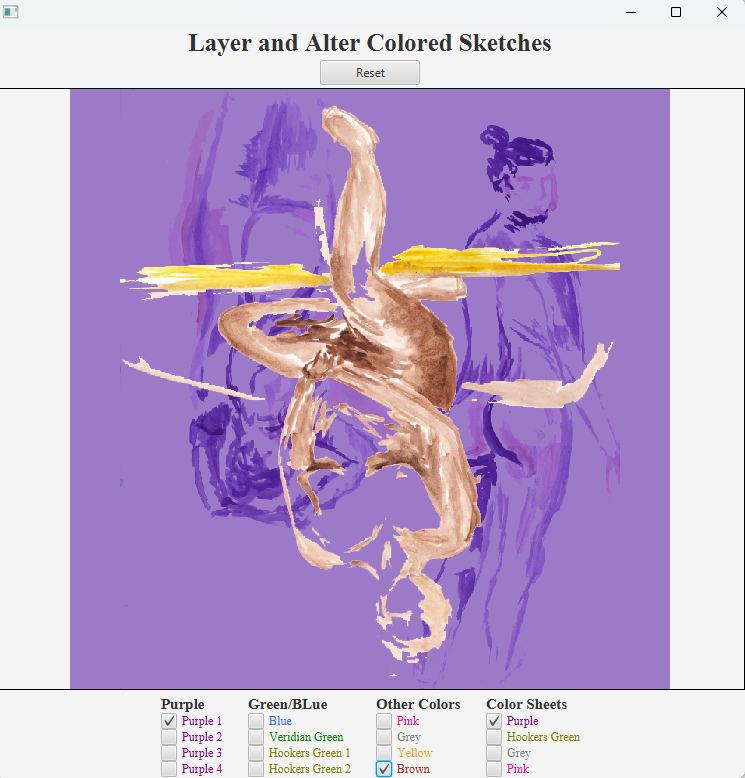 Layer and Alter Colored Sketches
Reset
Purple Green/BLue Other Colors Color Sheets
Purple 1 Blue Pink Purple
Purple 2 Veridian Green Grey Hookers Green
Purple 3 Hookers Green 1 Yellow Grey
Purple 4 Hookers Green 2 Brown Pink